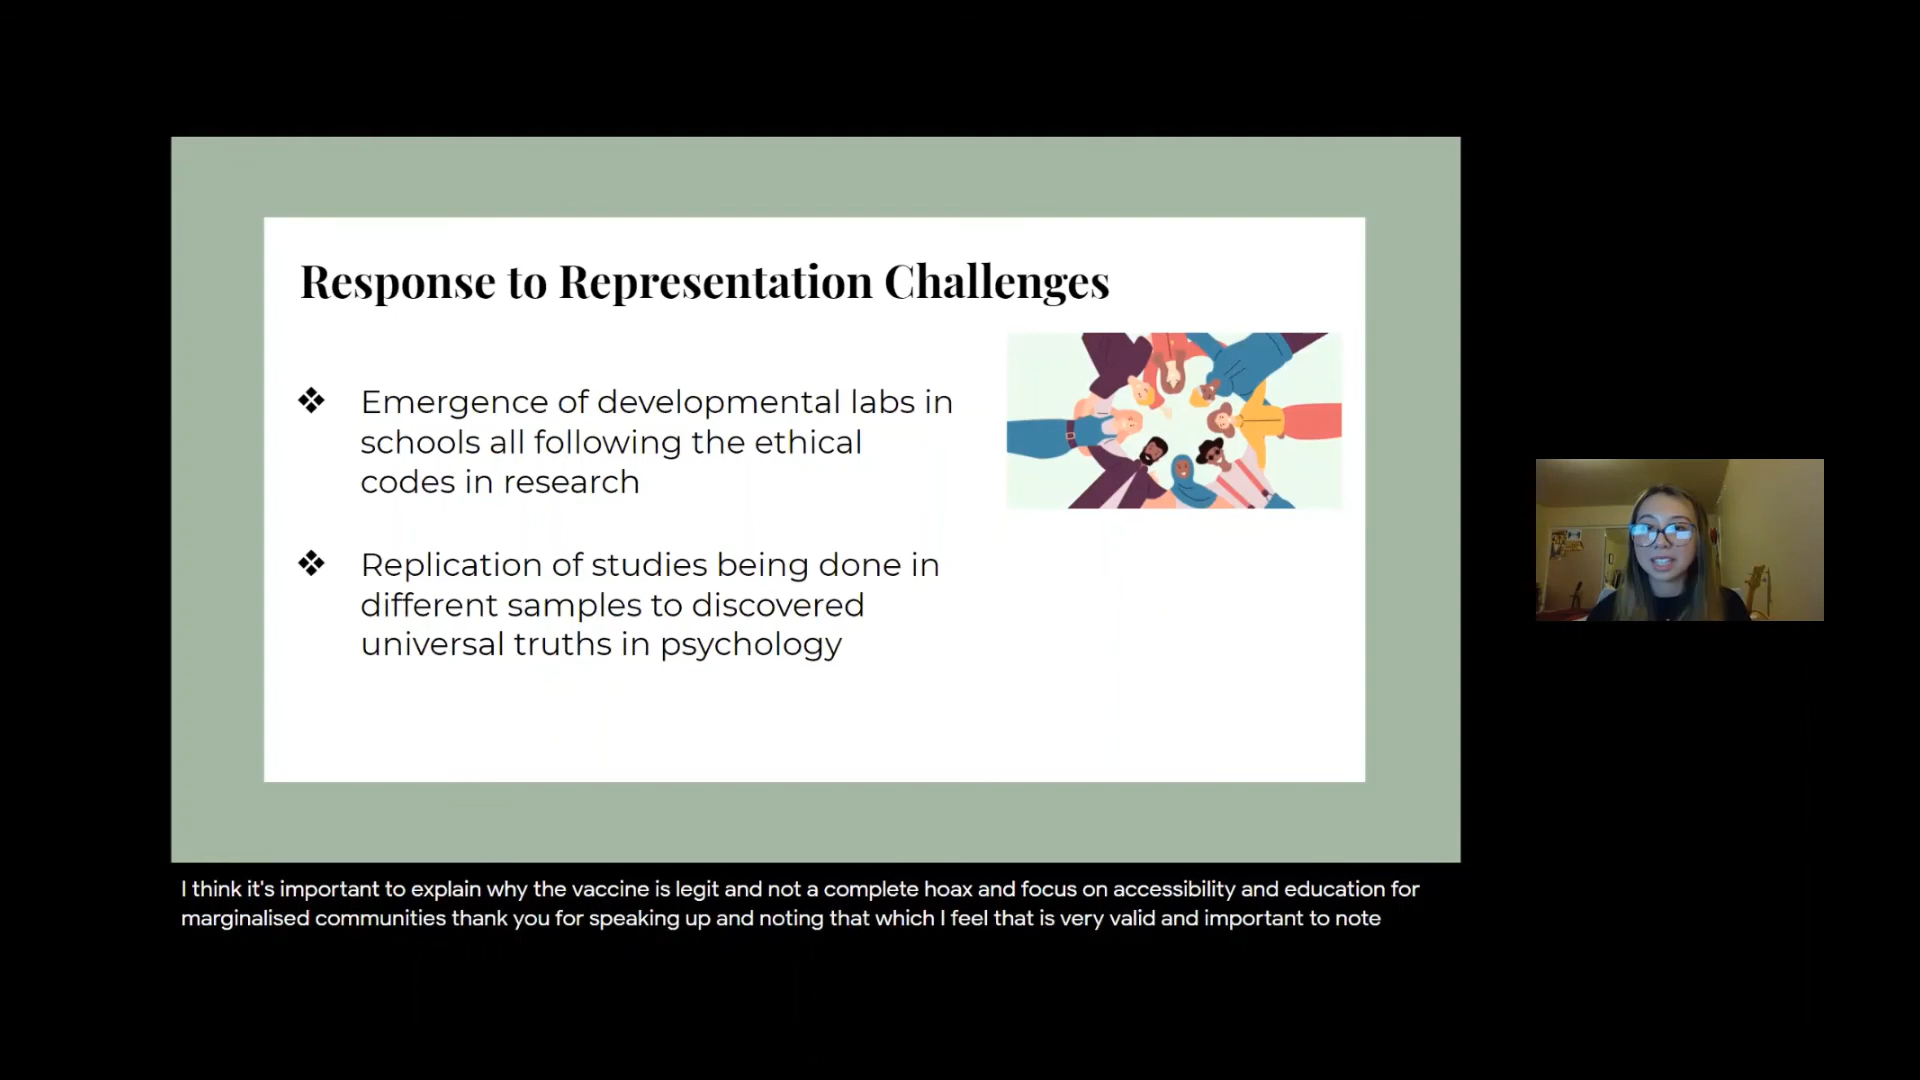 Response to Representation Challenges
❖ Emergence of developmental labs in
schools all following the ethical
codes in research
❖ Replication of studies being done in
different samples to discovered
universal truths in psychology
I think it's important to explain why the vaccine is legit and not a complete hoax and focus on accessibility and education for
marginalised communities thank you for speaking up and noting that which I feel that is very valid and important to note